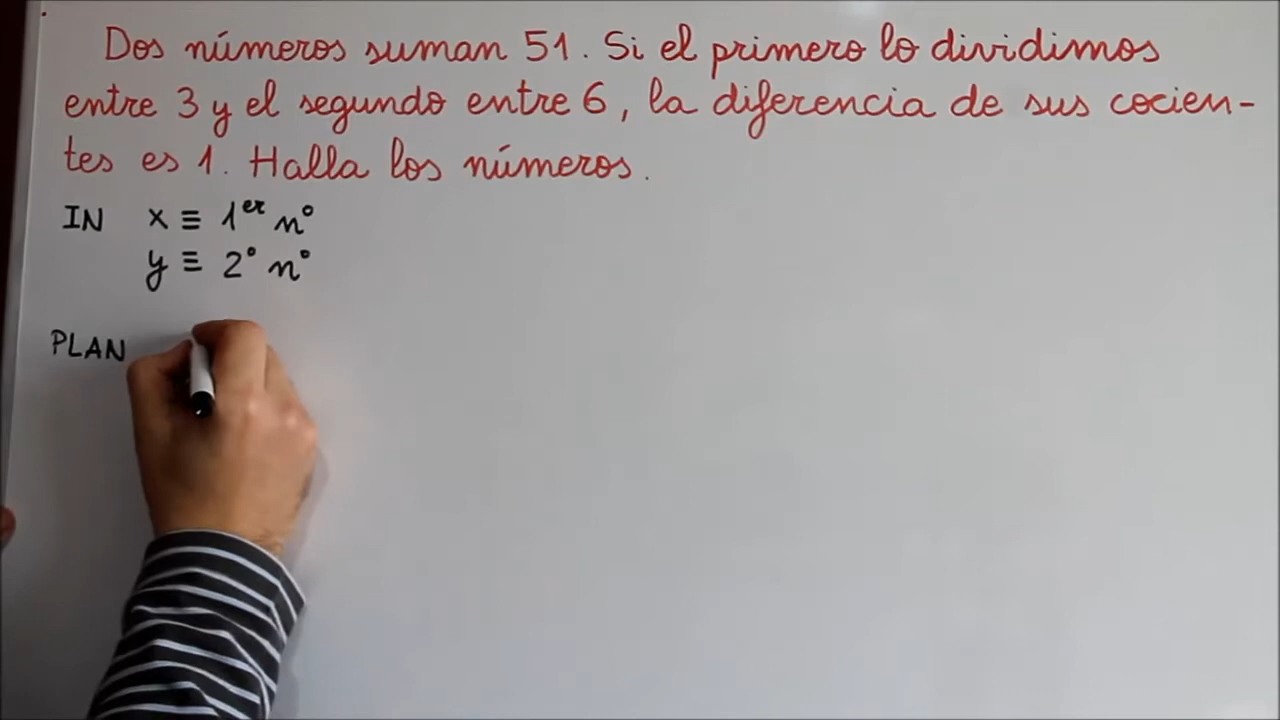 Dos números suman 51. Si el primero lo dividimos
entre 3 y el segundo entre 6, la diferencia de sus cocien-
tes es 1. Halla los números.
IN x ≡ 1er nº
y ≡ 2º nº
PLAN